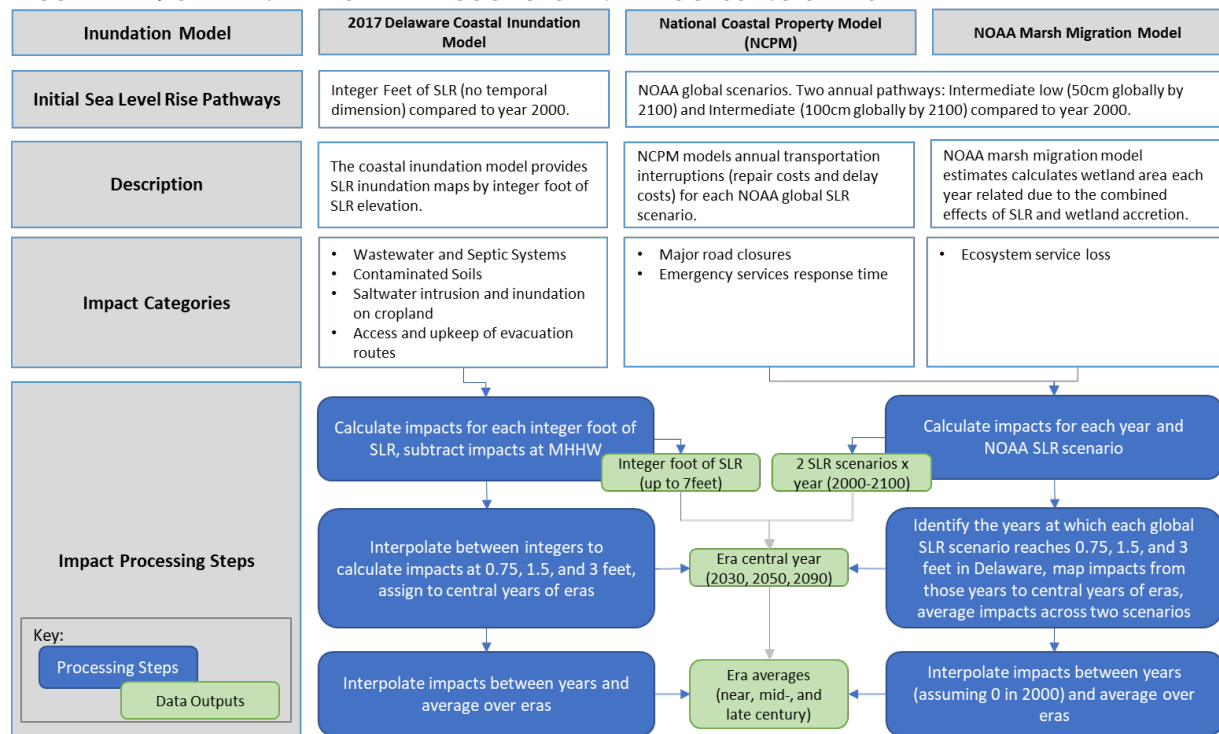 Inundation Model
2017 Delaware Coastal Inundation
Model
National Coastal Property Model
(NCPM)
NOAA Marsh Migration Model
Initial Sea Level Rise Pathways
Integer Feet of SLR (no temporal
dimension) compared to year 2000.
NOAA global scenarios. Two annual pathways: Intermediate low (50cm globally by
2100) and Intermediate (100cm globally by 2100) compared to year 2000.
Description
The coastal inundation model provides
SLR inundation maps by integer foot of
SLR elevation.
NCPM models annual transportation
interruptions (repair costs and delay
costs) for each NOAA global SLR
scenario.
NOAA marsh migration model
estimates calculates wetland area each
year related due to the combined
effects of SLR and wetland accretion.
Impact Categories
• Wastewater and Septic Systems
• Contaminated Soils
• Saltwater intrusion and inundation
on cropland
• Access and upkeep of evacuation
routes
• Major road closures
• Emergency services response time
• Ecosystem service loss
Impact Processing Steps
Calculate impacts for each integer foot of
SLR, subtract impacts at MHHW
Integer foot of SLR
(up to 7feet)
2 SLR scenarios x
year (2000-2100)
Calculate impacts for each year and
NOAA SLR scenario
Interpolate between integers to
calculate impacts at 0.75, 1.5, and 3 feet,
assign to central years of eras
Era central year
(2030, 2050, 2090)
Identify the years at which each global
SLR scenario reaches 0.75, 1.5, and 3
feet in Delaware, map impacts from
those years to central years of eras,
average impacts across two scenarios
Interpolate impacts between years and
average over eras
Era averages
(near, mid-, and
late century)
Interpolate impacts between years
(assuming 0 in 2000) and average over
eras
Key:
Processing Steps
Data Outputs